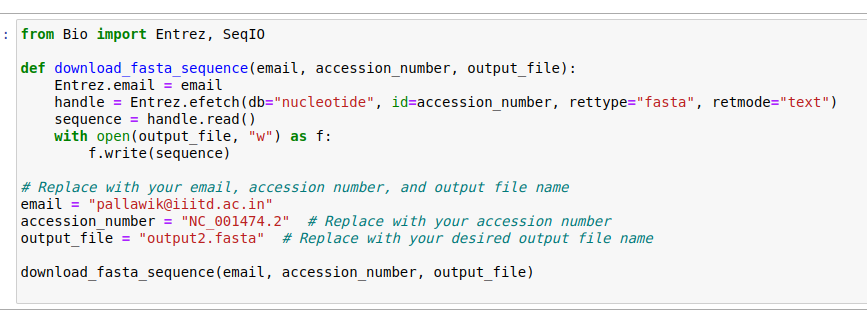 : from Bio import Entrez, SeqIO

def download_fasta_sequence(email, accession_number, output_file):
    Entrez.email = email
    handle = Entrez.efetch(db="nucleotide", id=accession_number, rettype="fasta", retmode="text")
    sequence = handle.read()
    with open(output_file, "w") as f:
        f.write(sequence)

# Replace with your email, accession number, and output file name
email = "pallawik@iiitd.ac.in"
accession_number = "NC_001474.2"  # Replace with your accession number
output_file = "output2.fasta"  # Replace with your desired output file name

download_fasta_sequence(email, accession_number, output_file)